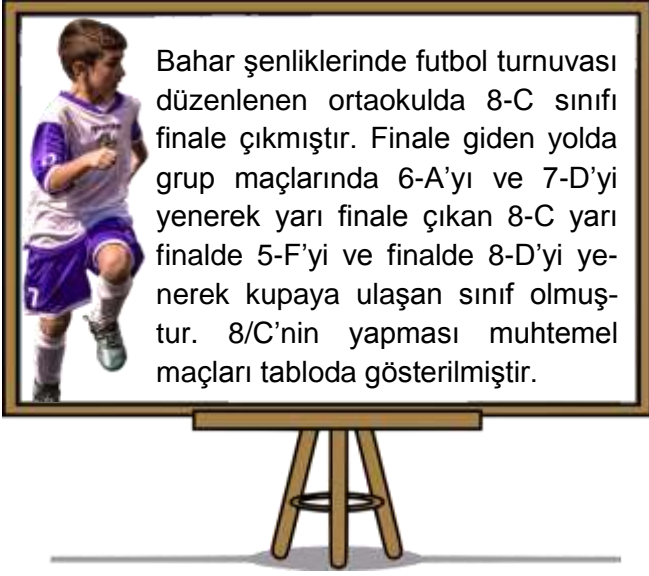 Bahar şenliklerinde futbol turnuvası
düzenlenen ortaokulda 8-C sınıfı
finale çıkmıştır. Finale giden yolda
grup maçlarında 6-A’yı ve 7-D’yi
yenerek yarı finale çıkan 8-C yarı
finalde 5-F’yi ve finalde 8-D’yi ye-
nerek kupaya ulaşan sınıf olmuş-
tur. 8/C’nin yapması muhtemel
maçları tabloda gösterilmiştir.